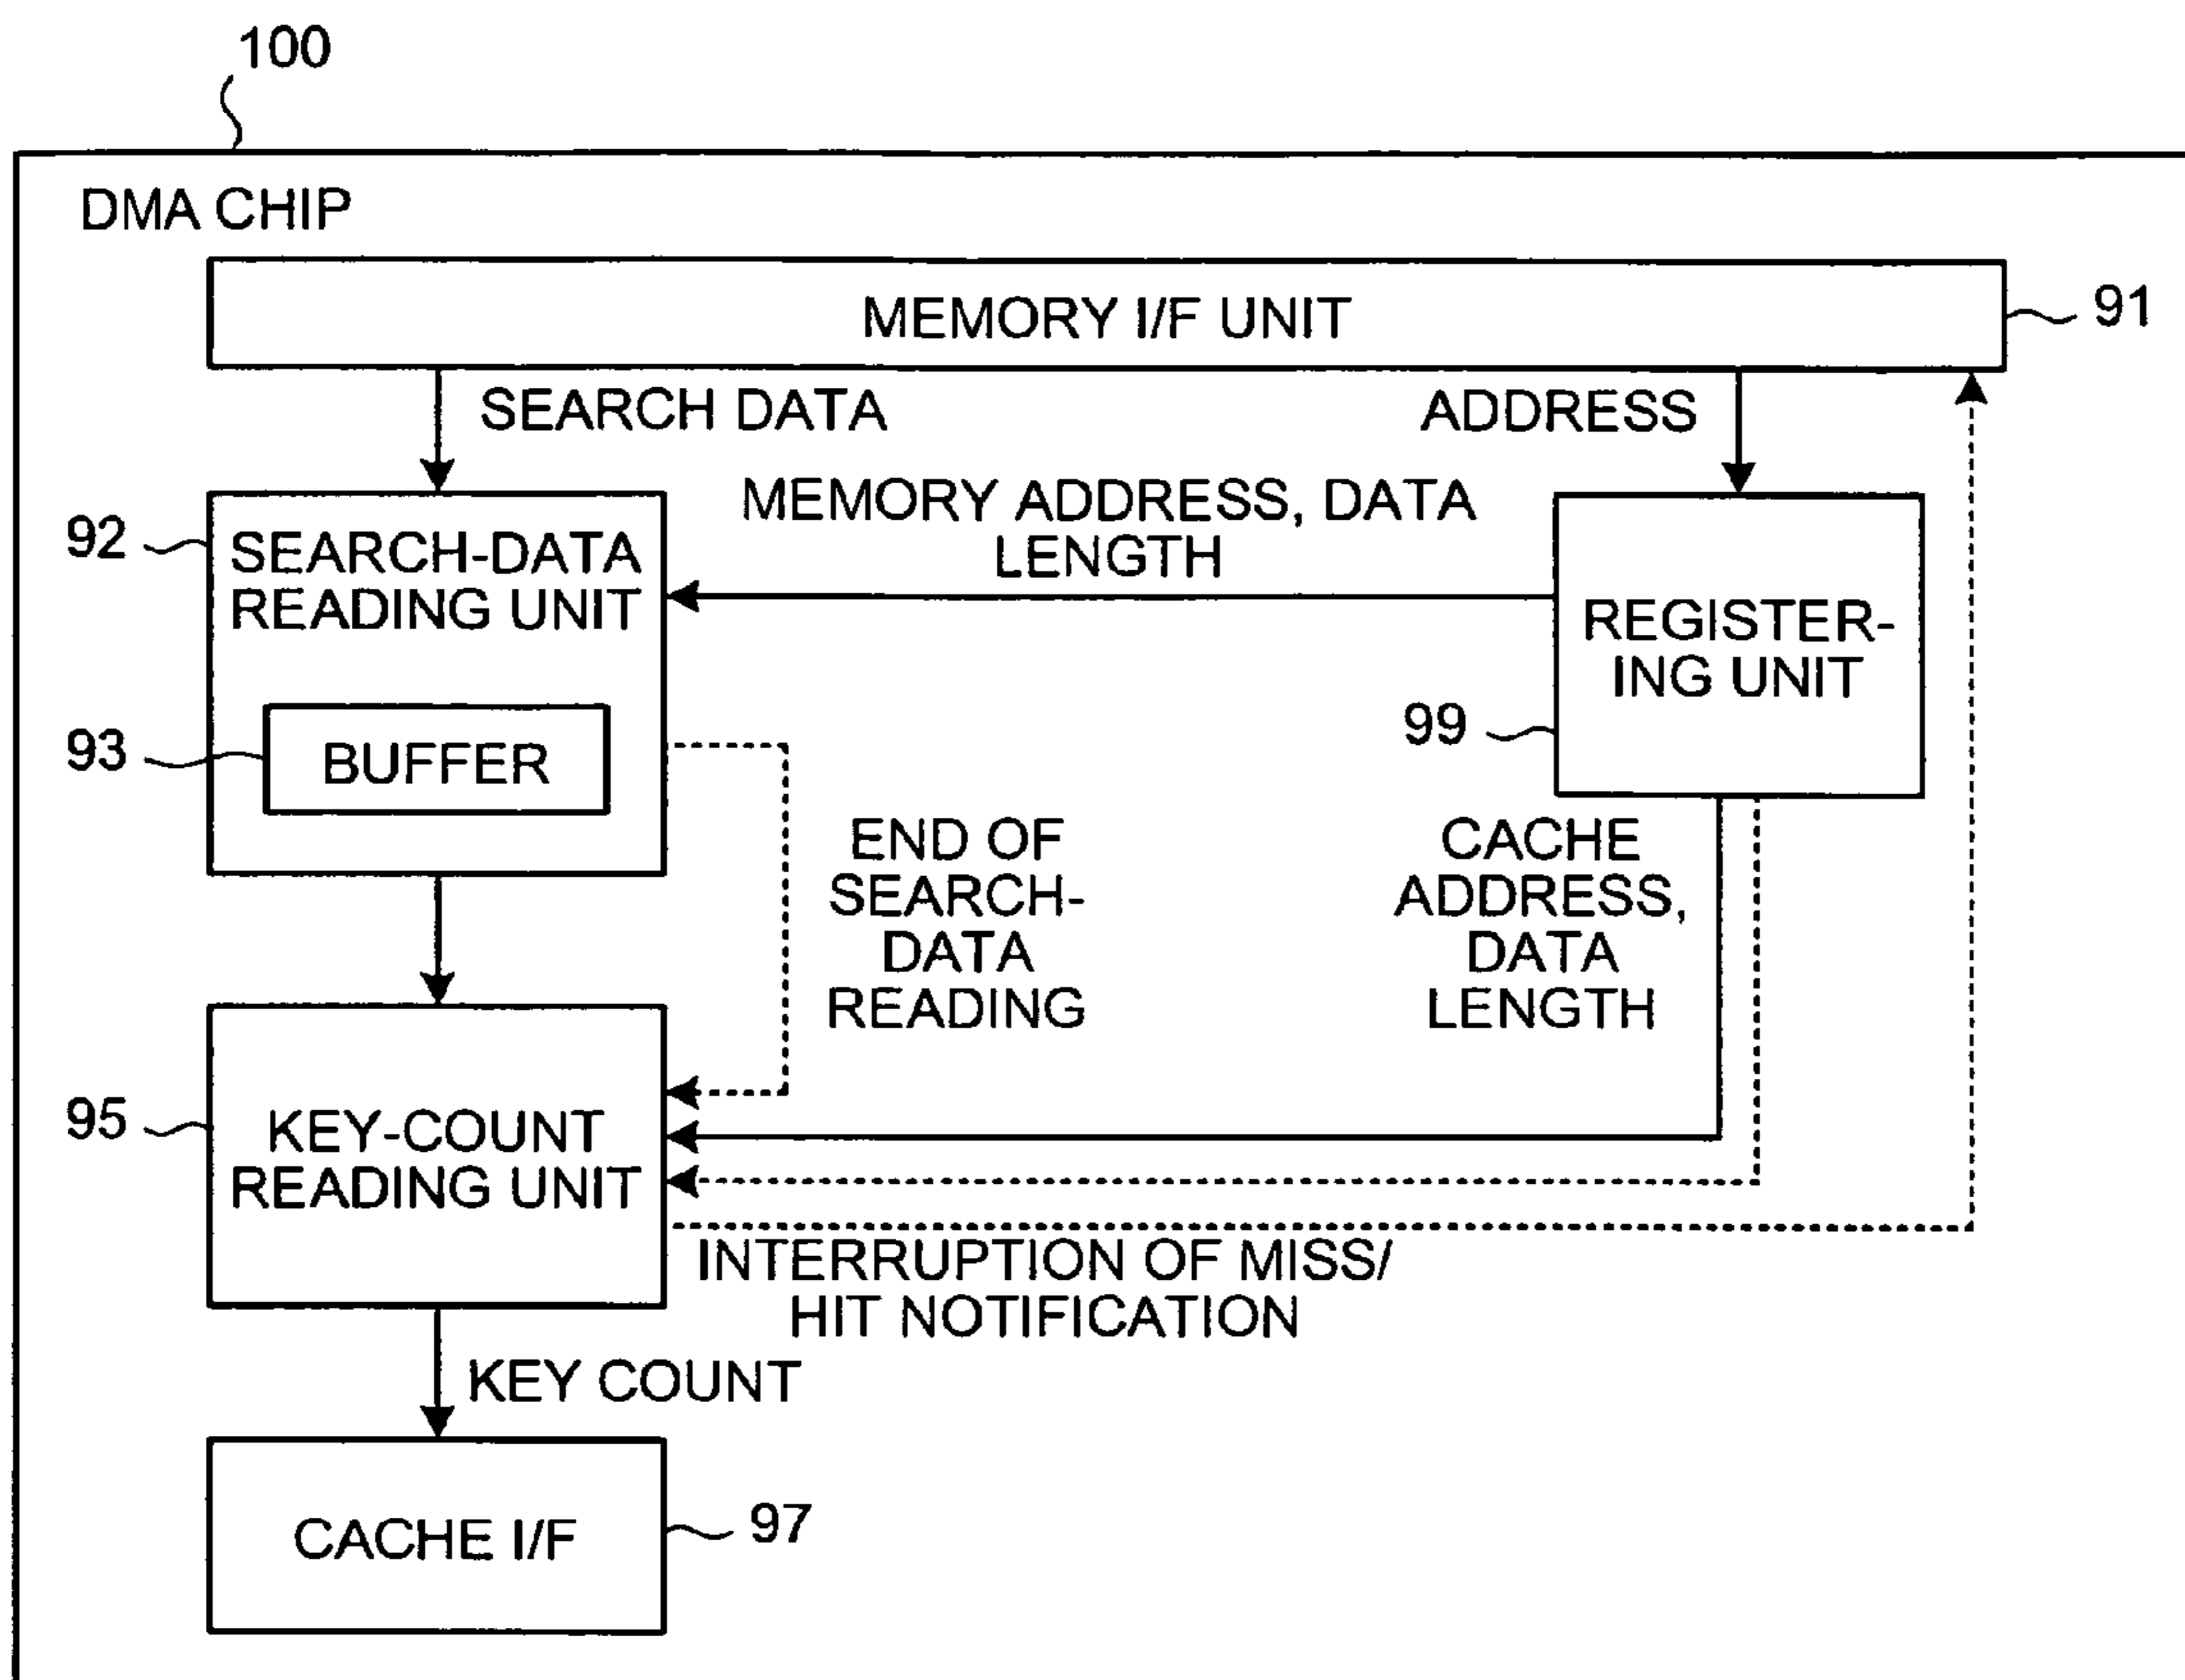 100
DMA CHIP
MEMORY I/F UNIT
91
SEARCH DATA
ADDRESS
92
SEARCH-DATA
READING UNIT
MEMORY ADDRESS, DATA
LENGTH
REGISTER-
ING UNIT
99
93
BUFFER
END OF
SEARCH-
DATA
READING
CACHE
ADDRESS,
DATA
LENGTH
95
KEY-COUNT
READING UNIT
INTERRUPTION OF MISS/
HIT NOTIFICATION
KEY COUNT
CACHE I/F
97